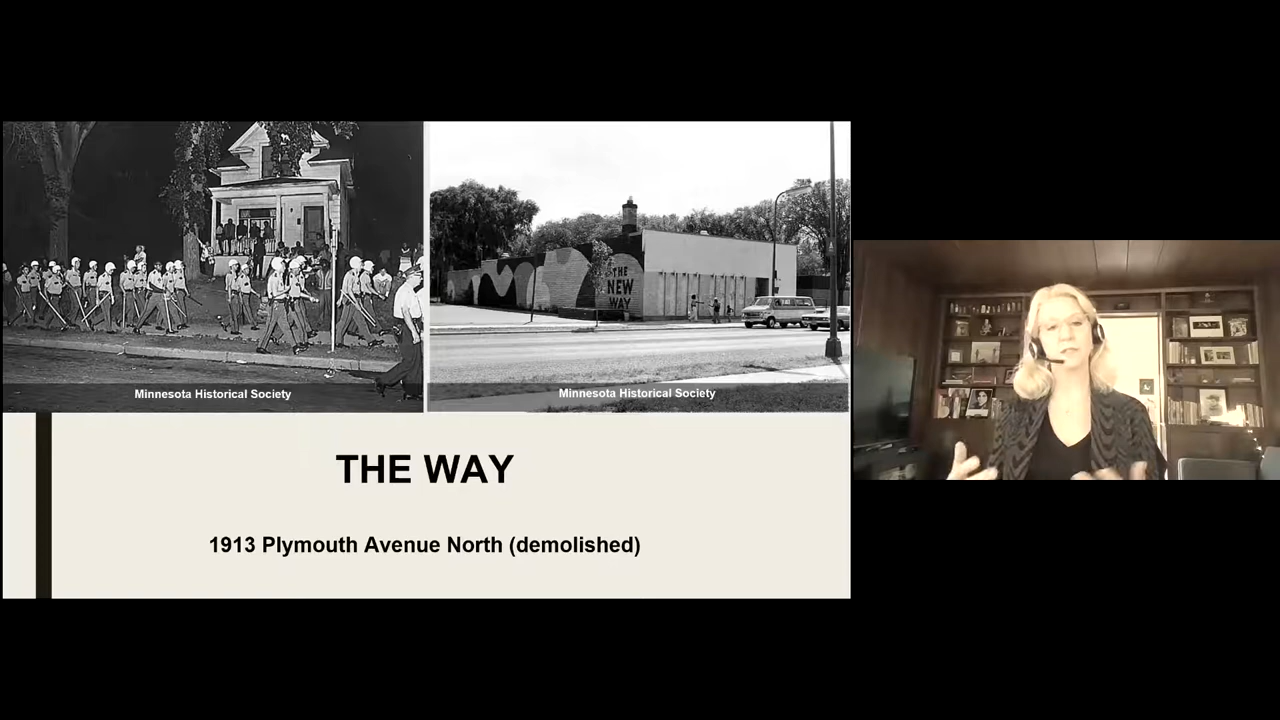 THE
NEW
WAY
Minnesota Historical Society
Minnesota Historical Society
THE WAY
1913 Plymouth Avenue North (demolished)